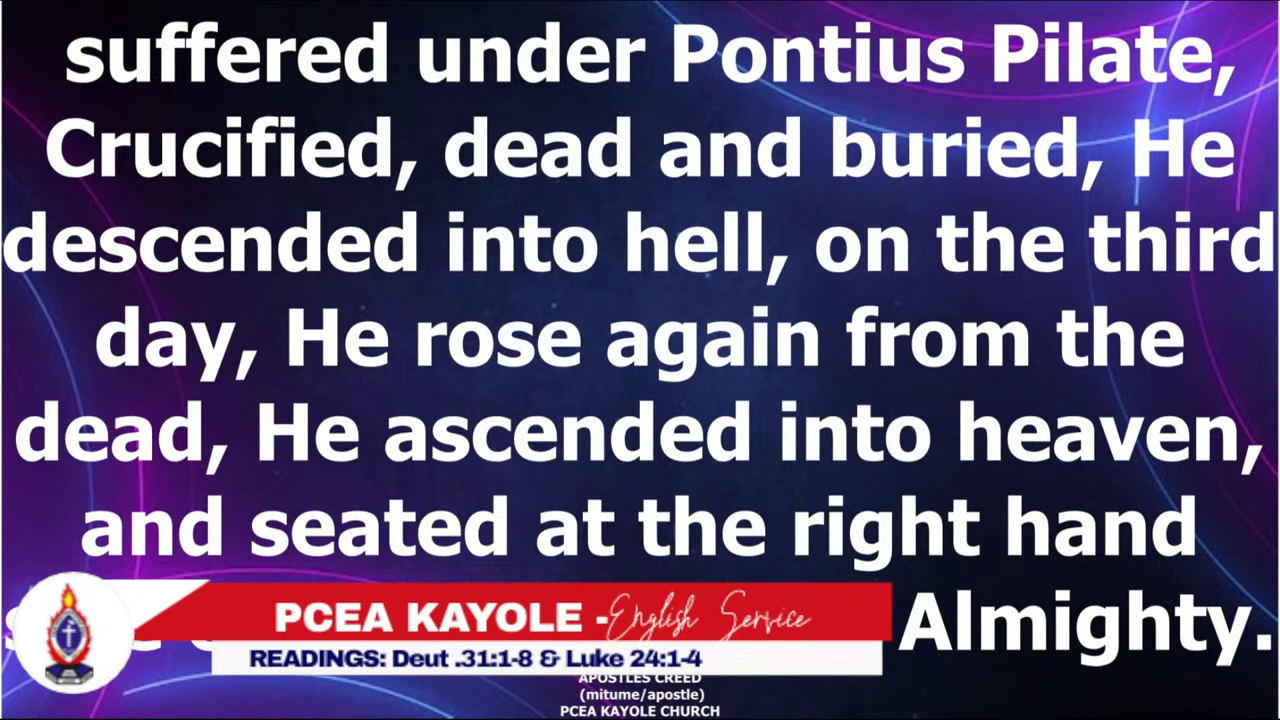 suffered under Pontius Pilate,
Crucified, dead and buried, He
descended into hell, on the third
day, He rose again from the
dead, He ascended into heaven,
and seated at the right hand
Almighty.
PCEA KAYOLE -English Service
READINGS: Deut .31:1-8 & Luke 24:1-4
APOSTLES CREED
(mitume/apostle)
PCEA KAYOLE CHURCH